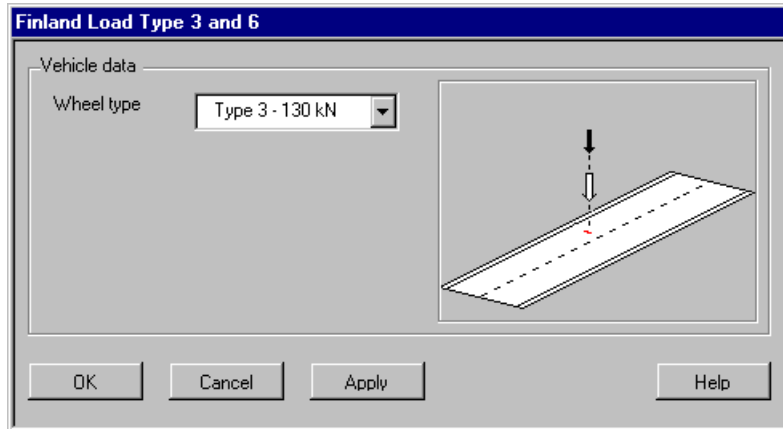 Finland Load Type 3 and 6
Vehicle data
Wheel type
Type 3 - 130 kN
OK
Cancel
Apply
Help